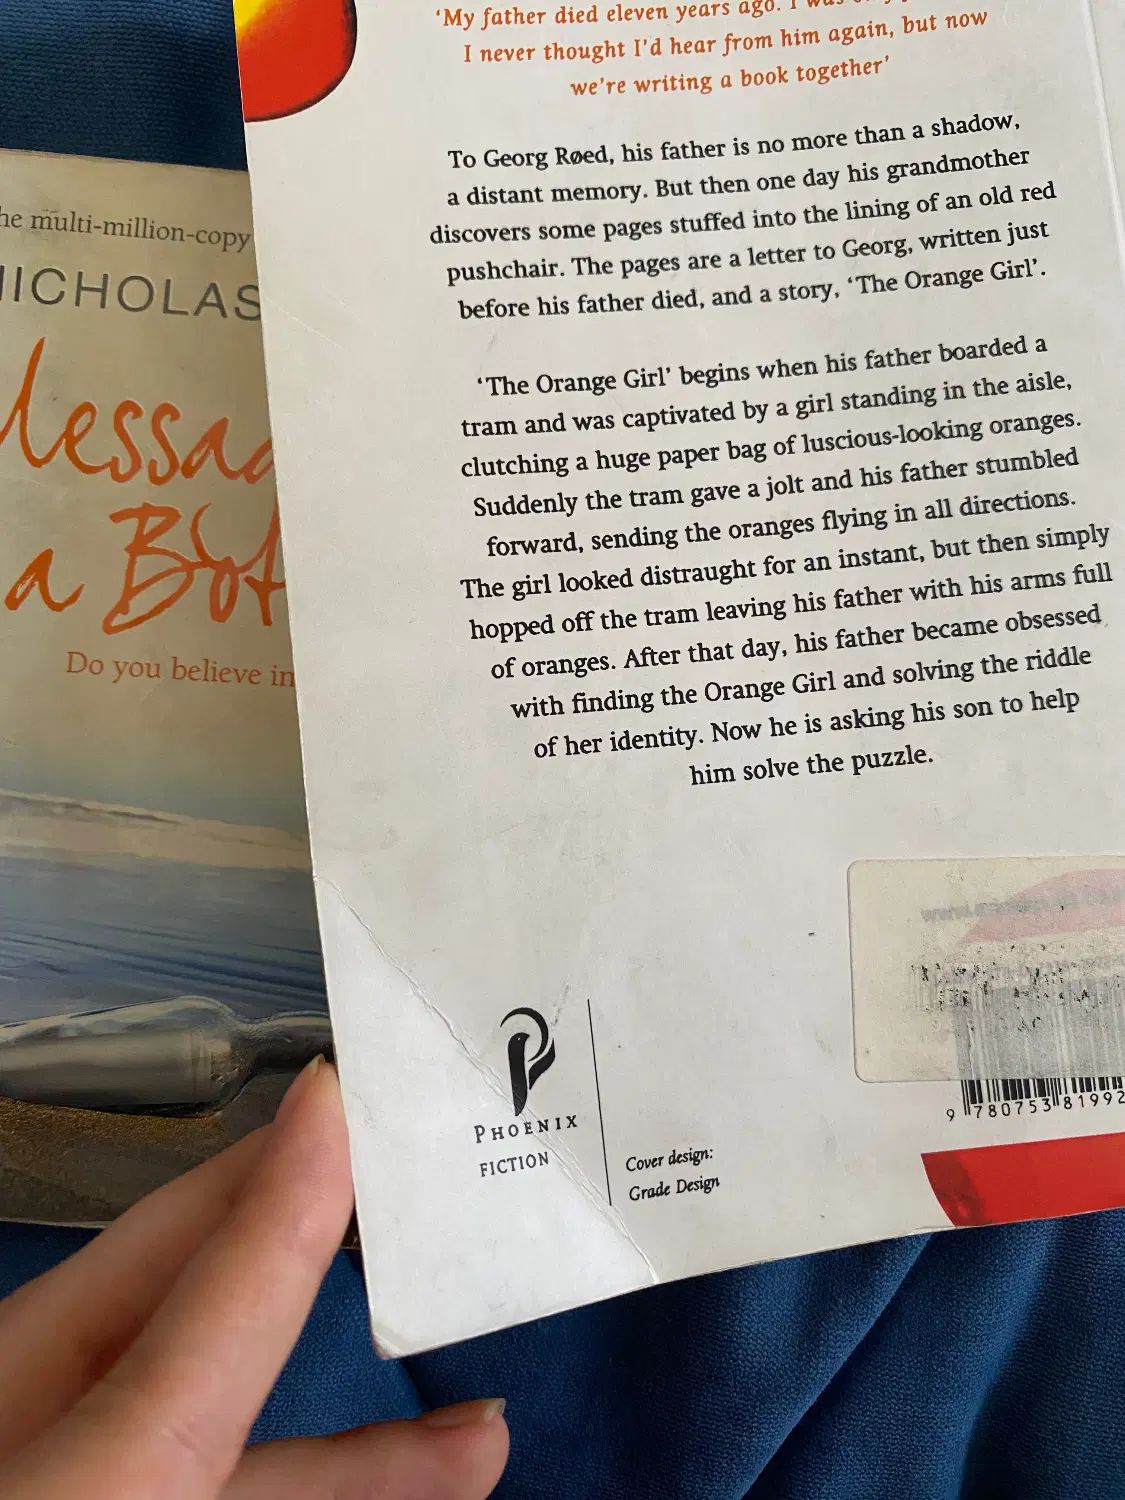 'My father died eleven years ago. I was
I never thought I'd hear from him again, but now
we're writing a book together'
To Georg Røed, his father is no more than a shadow,
a distant memory. But then one day his grandmother
discovers some pages stuffed into the lining of an old red
pushchair. The pages are a letter to Georg, written just
before his father died, and a story, 'The Orange Girl'.
'The Orange Girl' begins when his father boarded a
tram and was captivated by a girl standing in the aisle,
clutching a huge paper bag of luscious-looking oranges.
Suddenly the tram gave a jolt and his father stumbled
forward, sending the oranges flying in all directions.
The girl looked distraught for an instant, but then simply
hopped off the tram leaving his father with his arms full
of oranges. After that day, his father became obsessed
with finding the Orange Girl and solving the riddle
of her identity. Now he is asking his son to help
him solve the puzzle.
PHOENIX
FICTION
Cover design:
Grade Design
9 780753 81992
he multi-million-copy
NICHOLAS
Messag
a Bot
Do you believe in